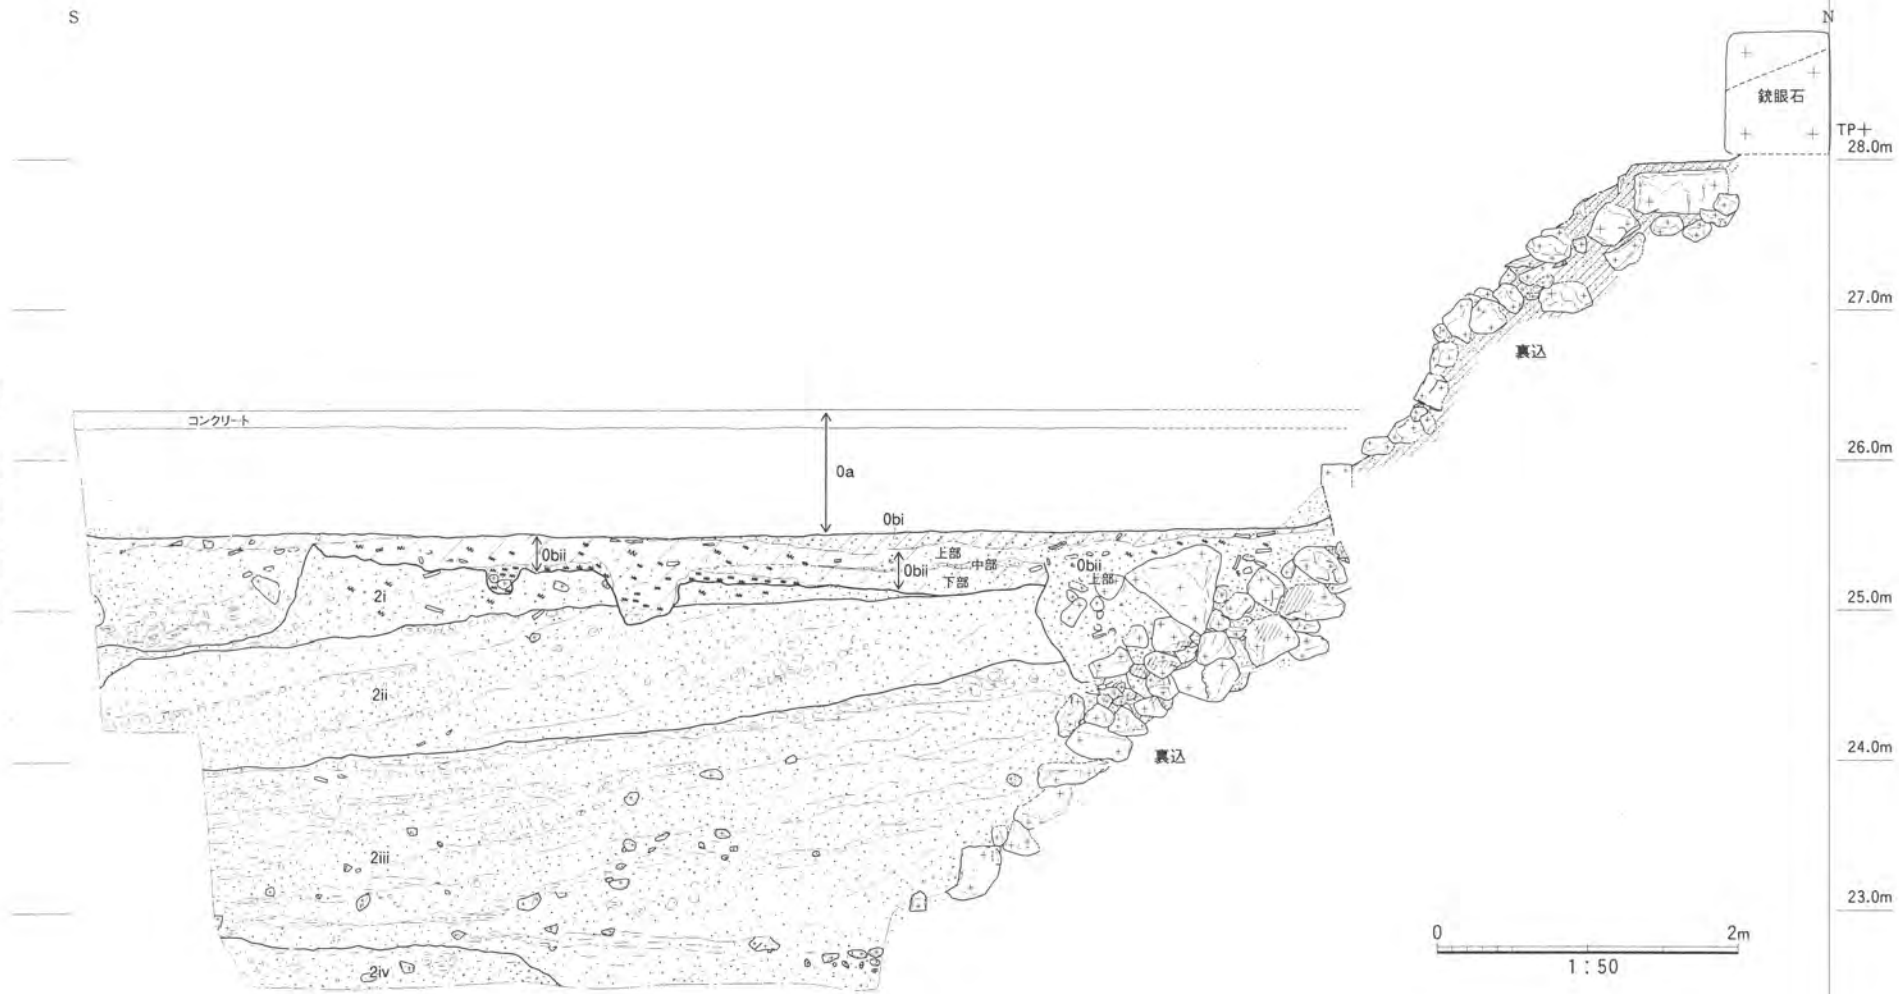 S
N
銃眼石
TP+
28.0m
27.0m
裏込
コンクリート
26.0m
0a
0bi
上部
0bii
中部
0bii
0bii
上部
下部
2i
25.0m
2ii
24.0m
裏込
2iii
23.0m
0
2m
1:50
2iv